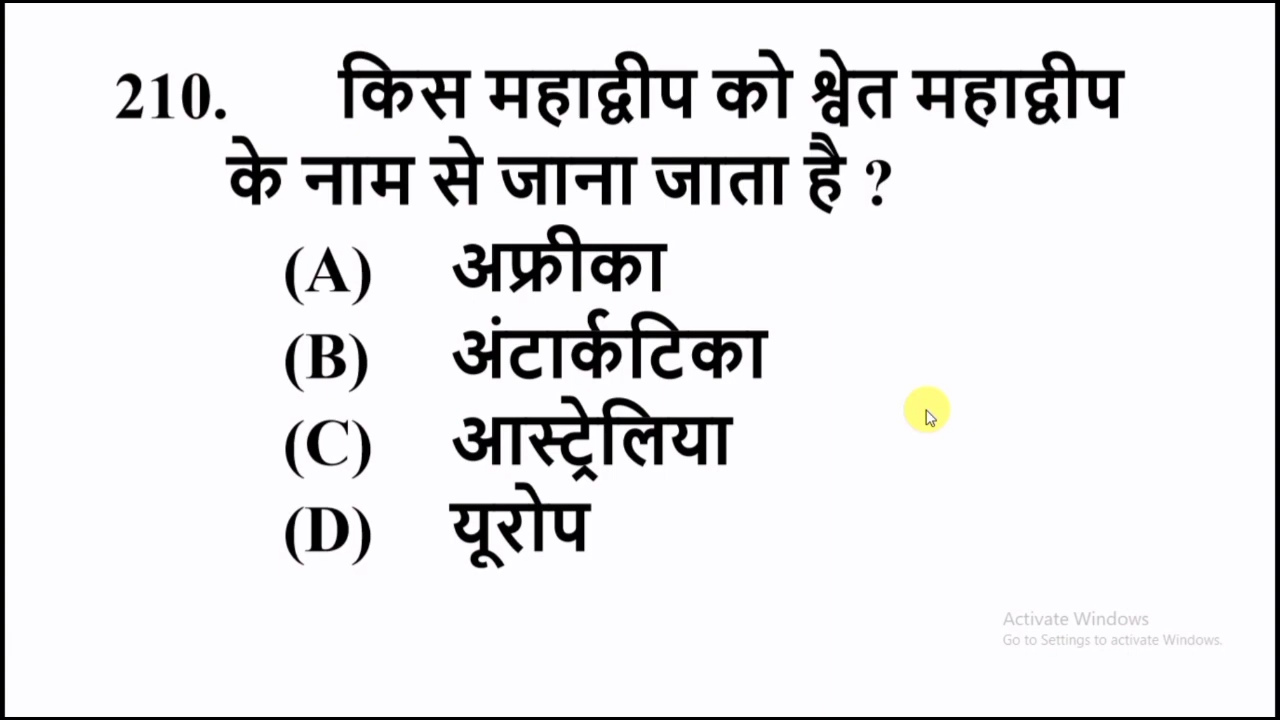 210. किस महाद्वीप को श्वेत महाद्वीप
के नाम से जाना जाता है ?
(A) अफ्रीका
(B) अंटार्कटिका
(C) आस्ट्रेलिया
(D) यूरोप
Activate Windows
Go to Settings to activate Windows.